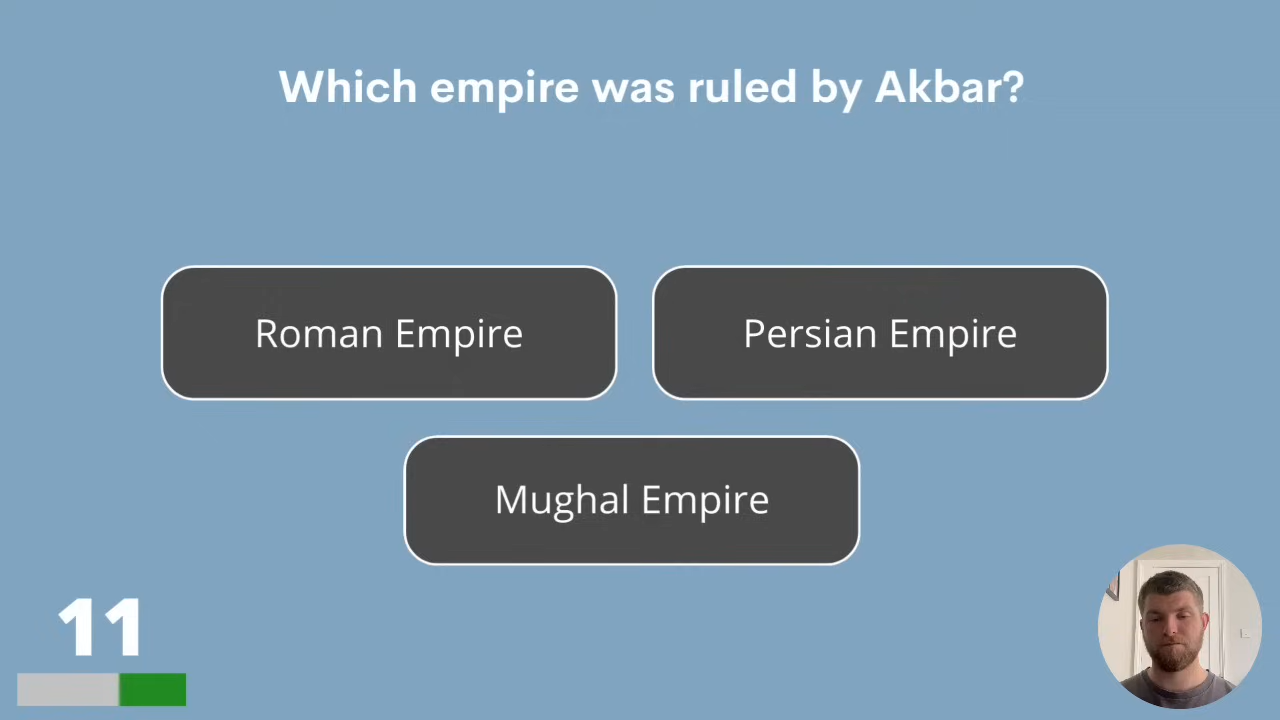 Which empire was ruled by Akbar?
Roman Empire
Persian Empire
Mughal Empire
11